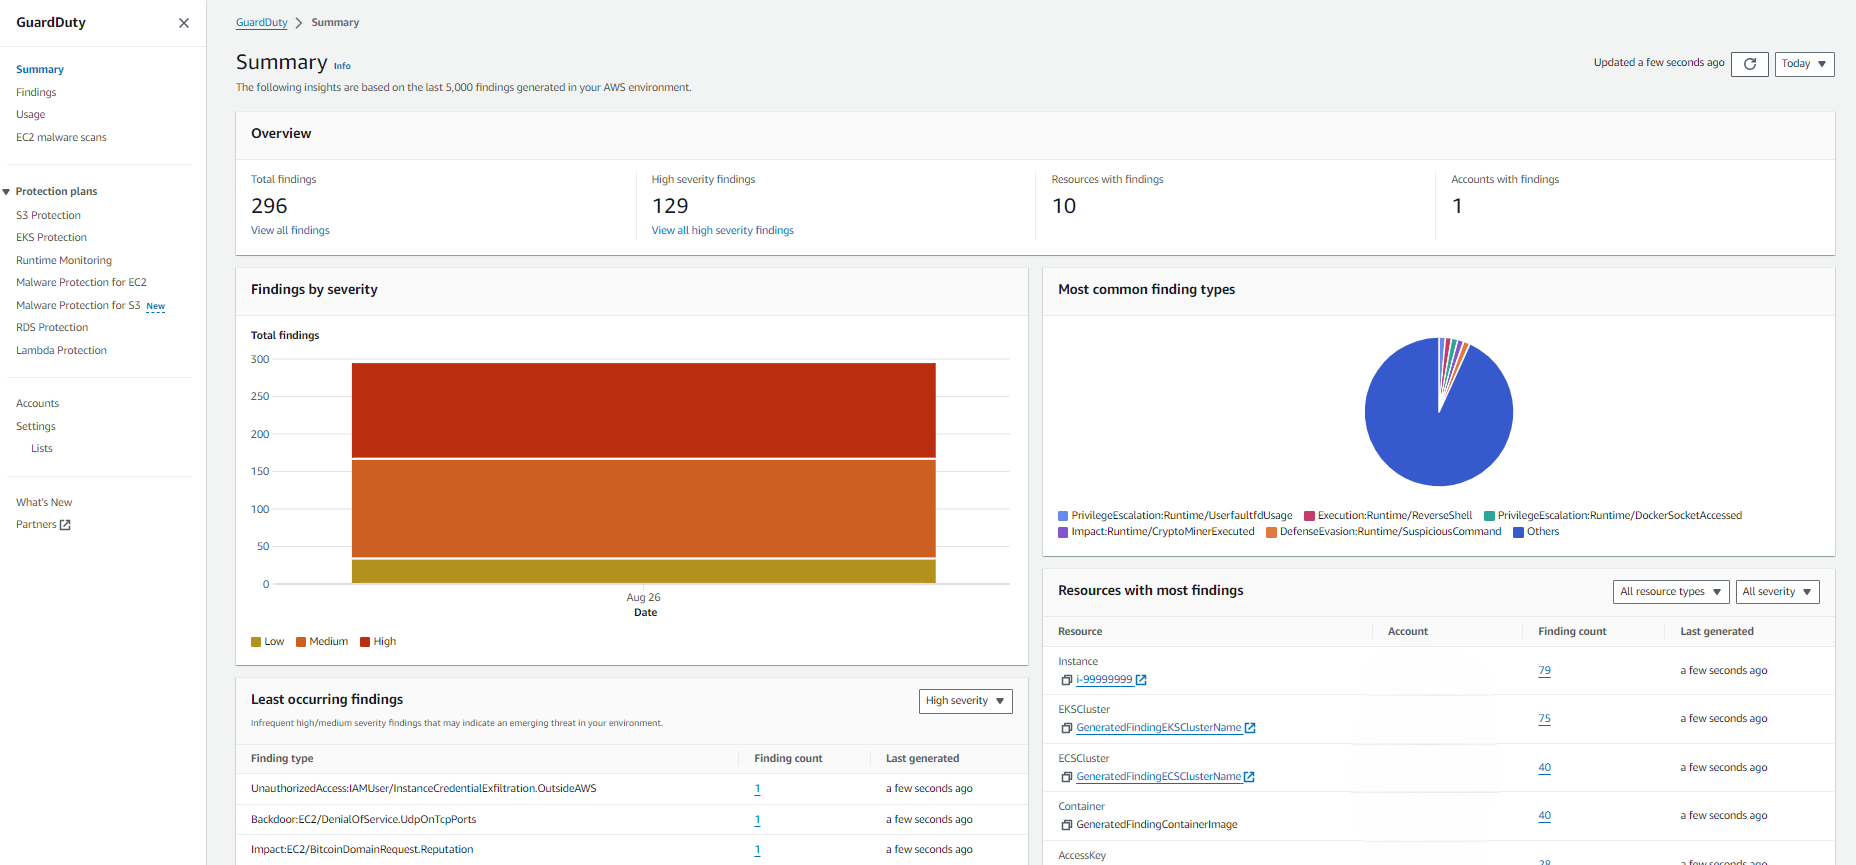 GuardDuty
Summary
Findings
Usage
EC2 malware scans
Protection plans
S3 Protection
EKS Protection
Runtime Monitoring
Malware Protection for EC2
Malware Protection for S3 New
RDS Protection
Lambda Protection
Accounts
Settings
Lists
What's New
Partners
GuardDuty > Summary
Summary Info
Updated a few seconds ago
Today
The following insights are based on the last 5,000 findings generated in your AWS environment.
Overview
Total findings
296
View all findings
High severity findings
129
View all high severity findings
Resources with findings
10
Accounts with findings
1
Findings by severity
Total findings
300
250
200
150
100
50
0
Aug 26
Date
Low Medium High
Most common finding types
PrivilegeEscalation:Runtime/UserfaultfdUsage Execution:Runtime/ReverseShell PrivilegeEscalation:Runtime/DockerSocketAccessed
Impact:Runtime/CryptoMinerExecuted DefenseEvasion:Runtime/SuspiciousCommand Others
Least occurring findings
High severity
Infrequent high/medium severity findings that may indicate an emerging threat in your environment.
Finding type Finding count Last generated
UnauthorizedAccess:IAMUser/InstanceCredentialExfiltration.OutsideAWS 1 a few seconds ago
Backdoor:EC2/DenialOfService.UdpOnTcpPorts 1 a few seconds ago
Impact:EC2/BitcoinDomainRequest.Reputation 1 a few seconds ago
Resources with most findings
All resource types
All severity
Resource Account Finding count Last generated
Instance
i-99999999 79 a few seconds ago
EKSCluster
GeneratedFindingEKSClusterName 75 a few seconds ago
ECSCluster
GeneratedFindingECSClusterName 40 a few seconds ago
Container
GeneratedFindingContainerImage 40 a few seconds ago
AccessKey
28 a few seconds ago